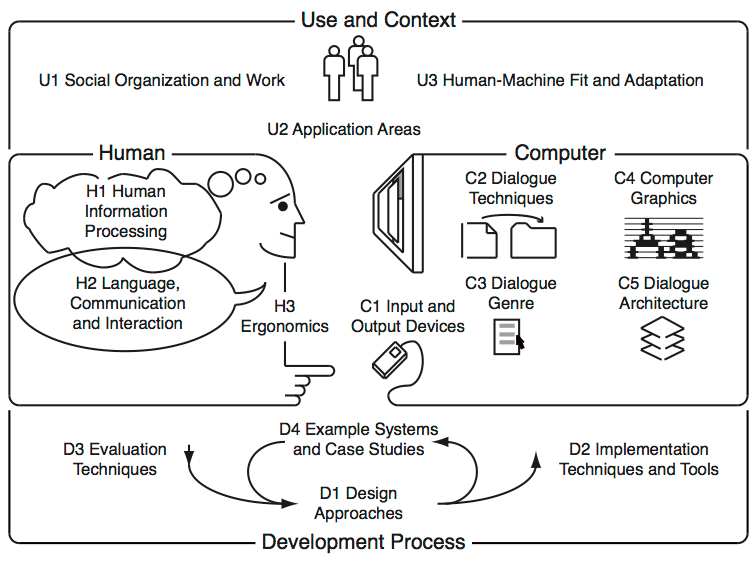 Use and Context
U1 Social Organization and Work
U3 Human-Machine Fit and Adaptation
U2 Application Areas
Human
H1 Human
Information
Processing
H2 Language,
Communication
and Interaction
H3
Ergonomics
Computer
C1 Input and
Output Devices
C2 Dialogue
Techniques
C3 Dialogue
Genre
C4 Computer
Graphics
C5 Dialogue
Architecture
D3 Evaluation
Techniques
D4 Example Systems
and Case Studies
D1 Design
Approaches
D2 Implementation
Techniques and Tools
Development Process